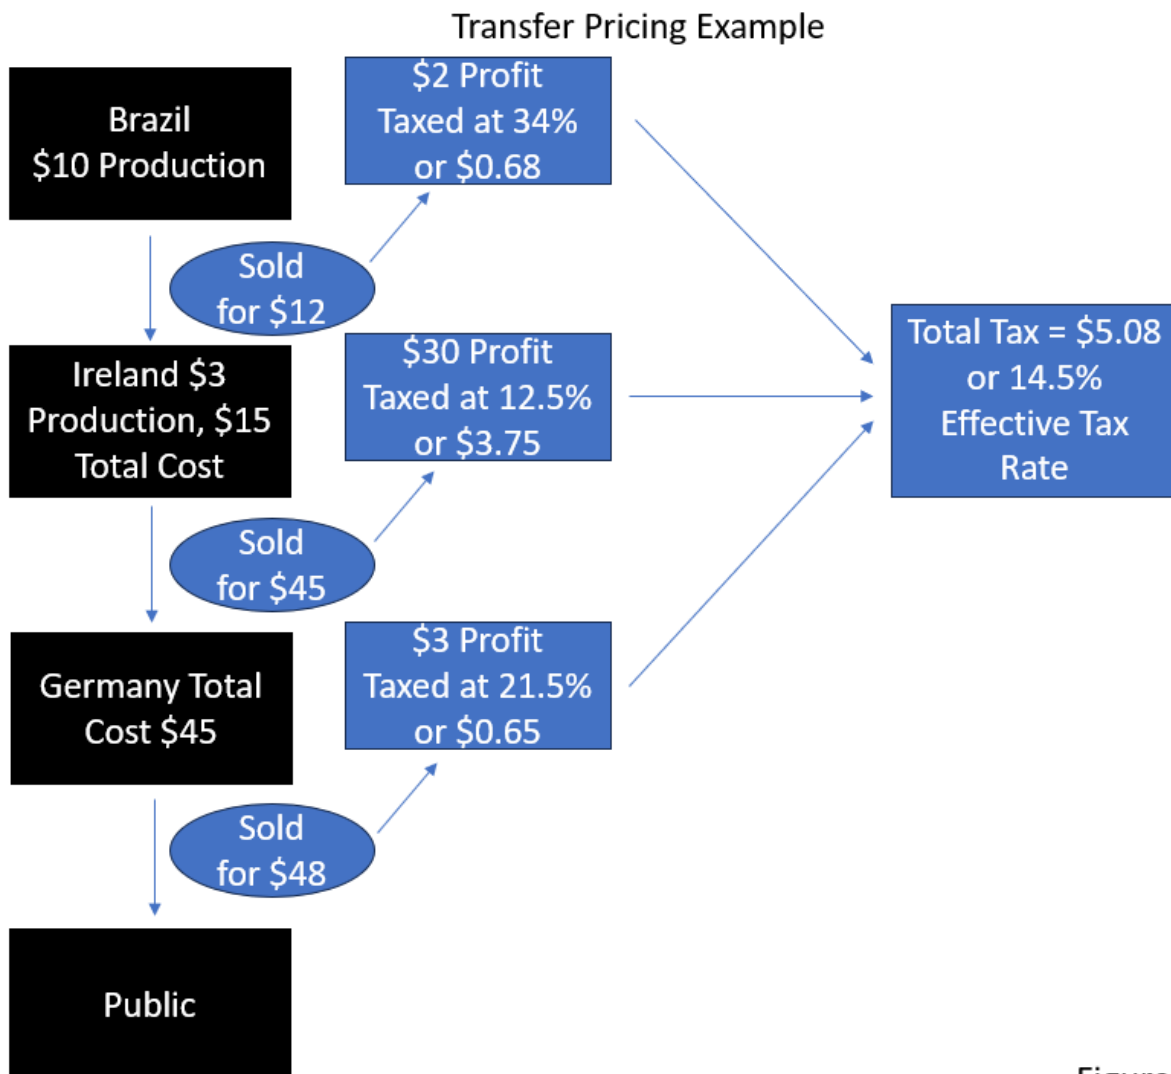 Transfer Pricing Example
Brazil
$10 Production
$2 Profit
Taxed at 34%
or $0.68
Sold
for $12
Ireland $3
Production, $15
Total Cost
$30 Profit
Taxed at 12.5%
or $3.75
Total Tax = $5.08
or 14.5%
Effective Tax
Rate
Sold
for $45
Germany Total
Cost $45
$3 Profit
Taxed at 21.5%
or $0.65
Sold
for $48
Public